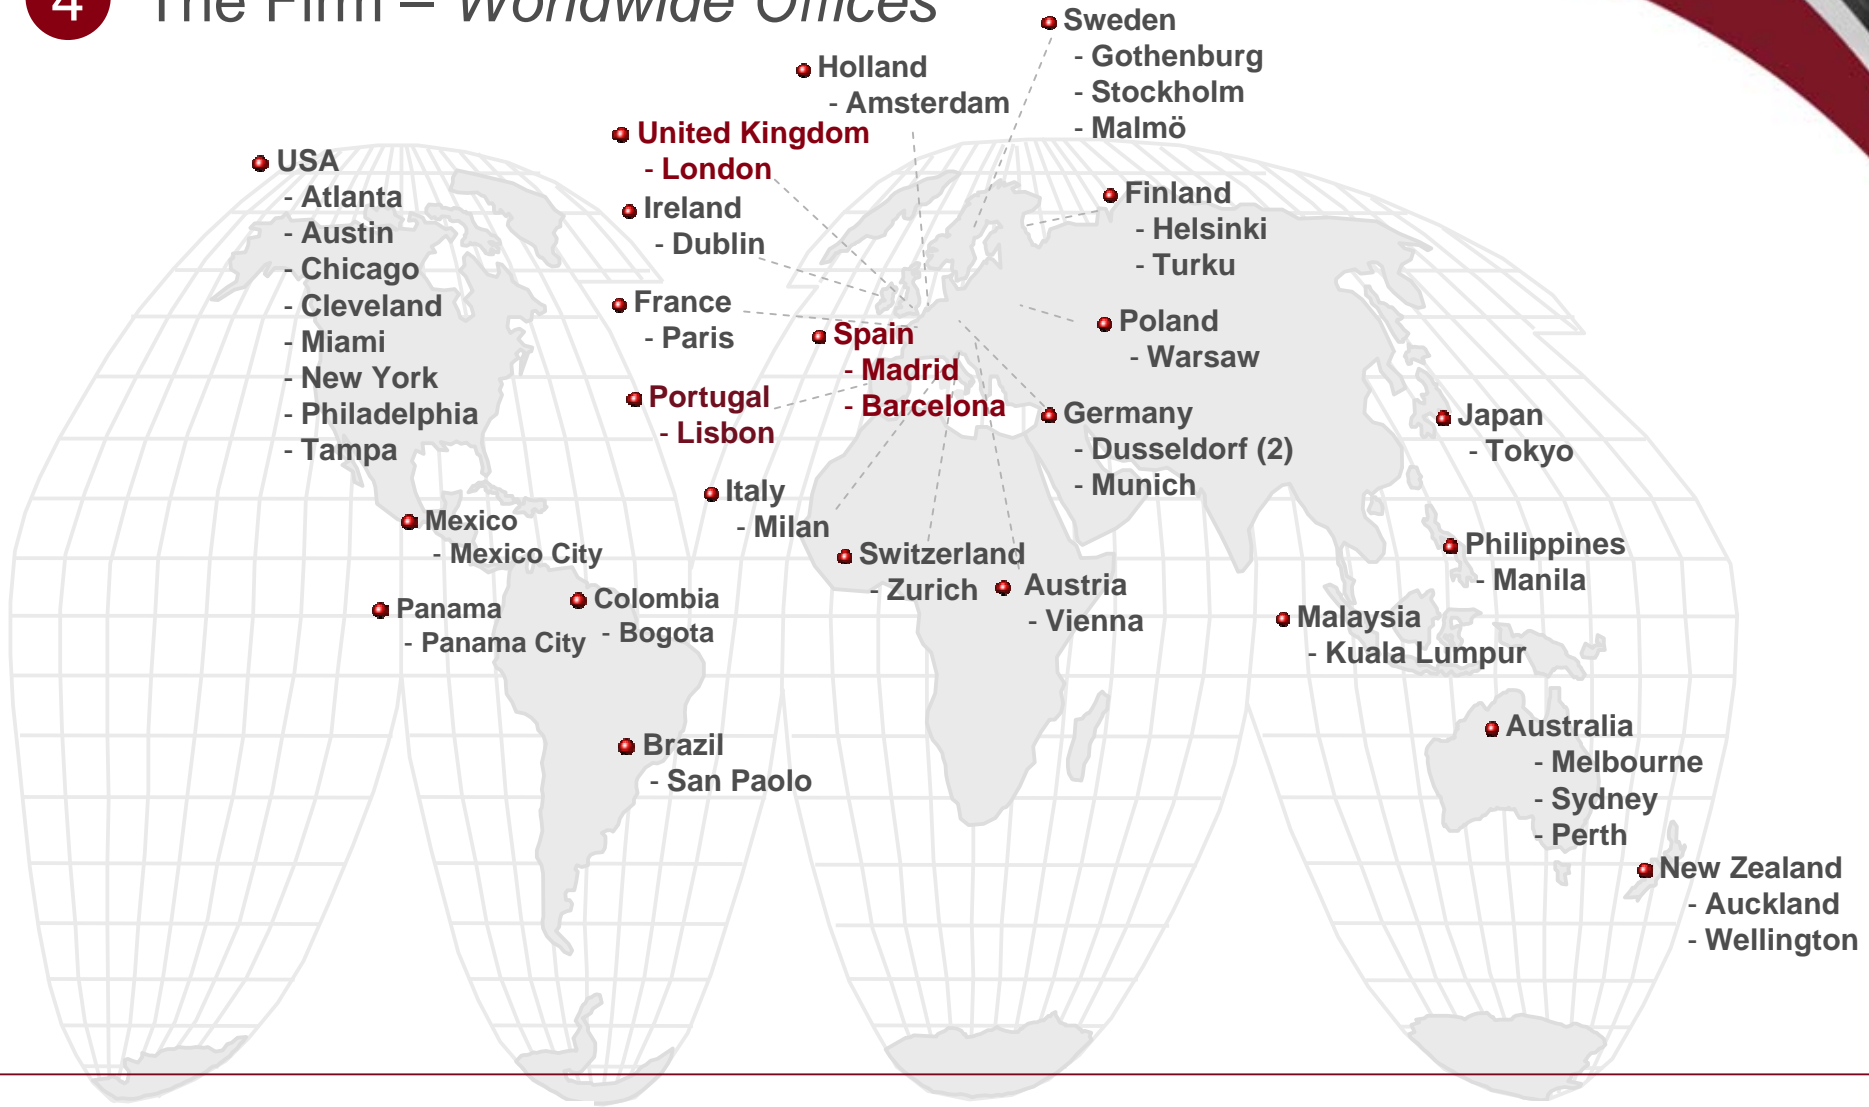 4 The Firm – Worldwide Offices
Sweden
- Gothenburg
- Stockholm
- Malmö
Holland
- Amsterdam
United Kingdom
- London
USA
- Atlanta
- Austin
- Chicago
- Cleveland
- Miami
- New York
- Philadelphia
- Tampa
Ireland
- Dublin
Finland
- Helsinki
- Turku
France
- Paris
Spain
- Madrid
- Barcelona
Poland
- Warsaw
Portugal
- Lisbon
Germany
- Dusseldorf (2)
- Munich
Japan
- Tokyo
Italy
- Milan
Mexico
- Mexico City
Switzerland
- Zurich
Austria
- Vienna
Philippines
- Manila
Panama
- Panama City
Colombia
- Bogota
Malaysia
- Kuala Lumpur
Brazil
- San Paolo
Australia
- Melbourne
- Sydney
- Perth
New Zealand
- Auckland
- Wellington